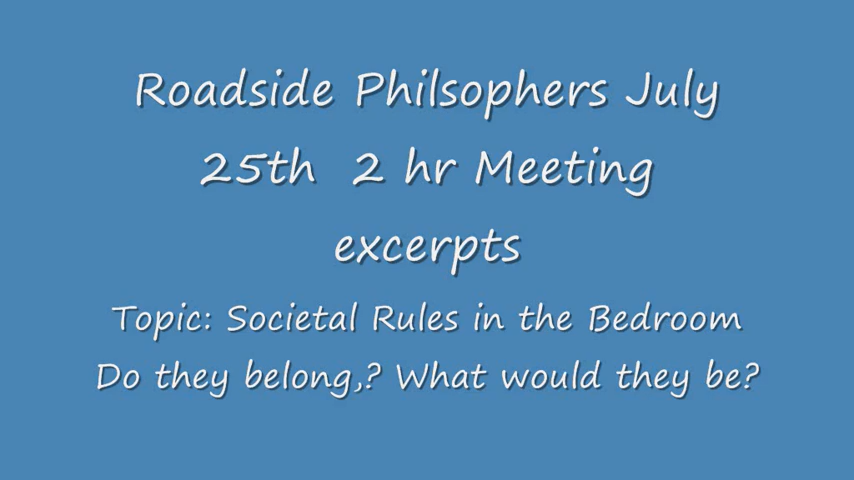 Roadside Philsophers July
25th 2 hr Meeting
excerpts
Topic: Societal Rules in the Bedroom
Do they belong,? What would they be?